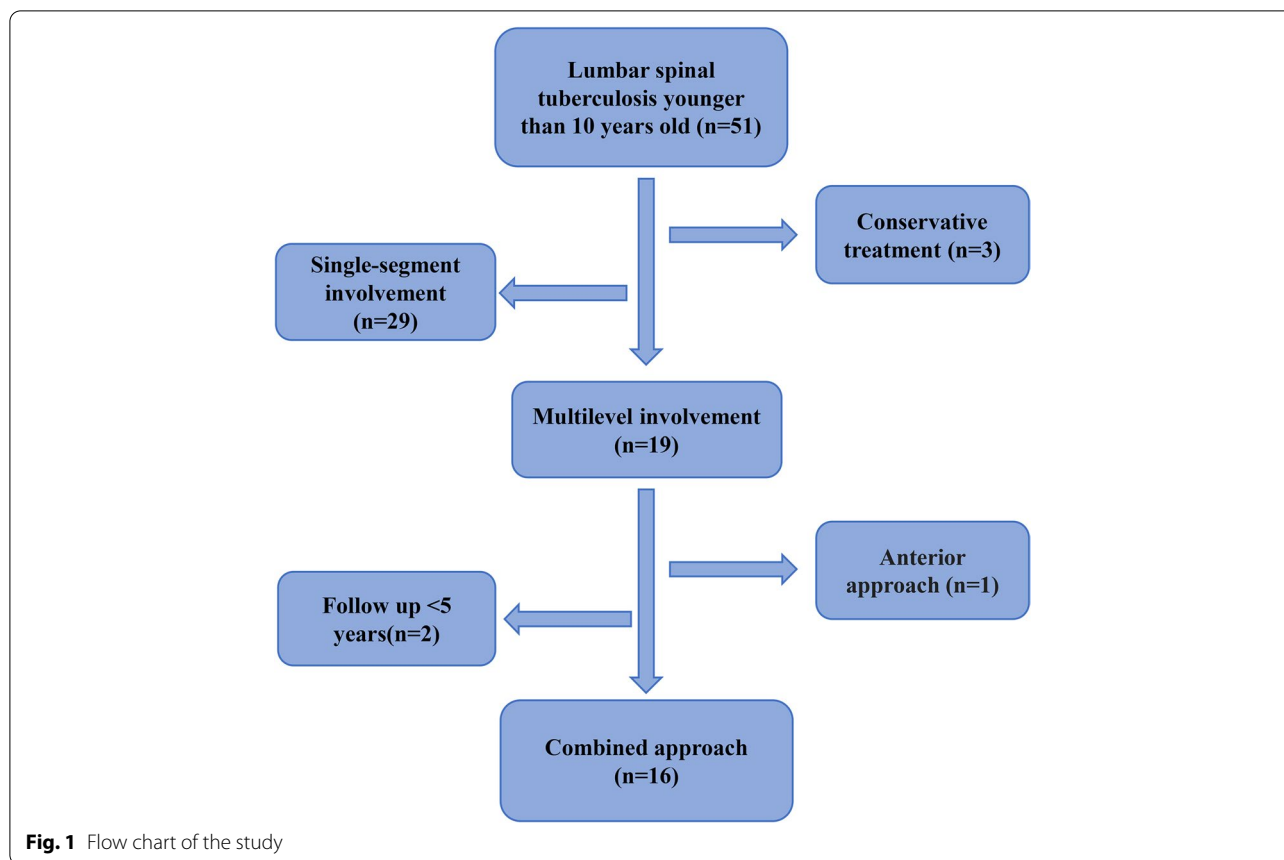 Lumbar spinal
tuberculosis younger
than 10 years old (n=51)
Conservative
treatment (n=3)
Single-segment
involvement
(n=29)
Multilevel involvement
(n=19)
Anterior
approach (n=1)
Follow up <5
years(n=2)
Combined approach
(n=16)
Fig. 1 Flow chart of the study